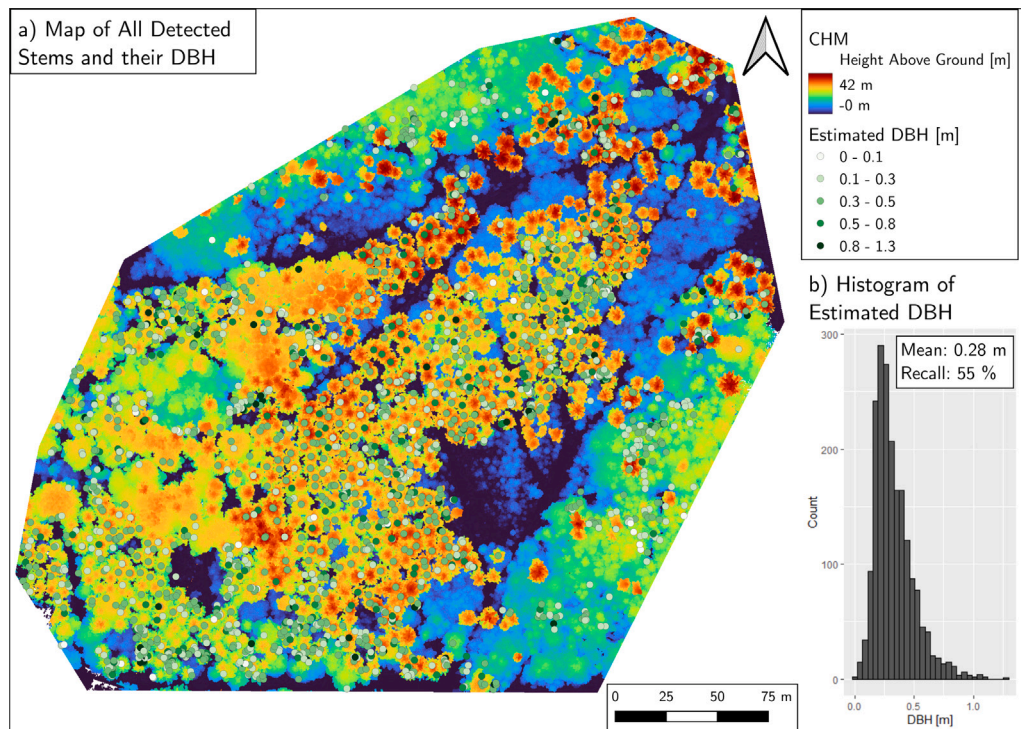 a) Map of All Detected
Stems and their DBH
CHM
Height Above Ground [m]
42 m
-0 m
Estimated DBH [m]
0 - 0.1
0.1 - 0.3
0.3 - 0.5
0.5 - 0.8
0.8 - 1.3
b) Histogram of
Estimated DBH
Mean: 0.28 m
Recall: 55 %
300
200
100
0
Count
0.0 0.5 1.0
DBH [m]
0 25 50 75 m